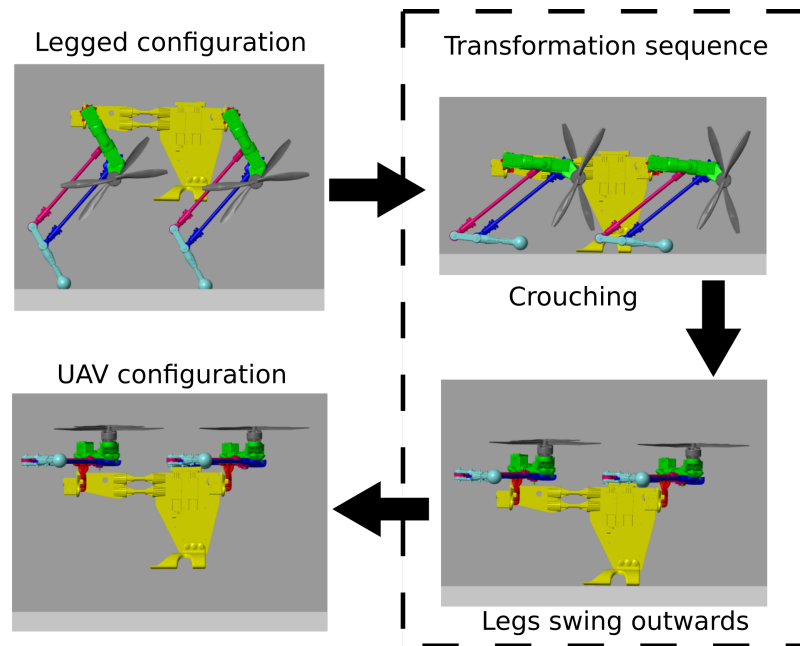 Legged configuration
Transformation sequence
Crouching
UAV configuration
Legs swing outwards